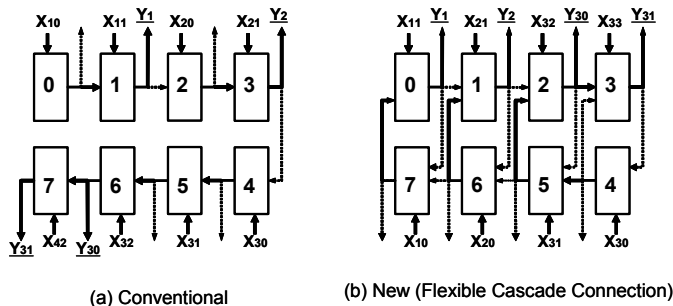 X10 X11 Y1 X20 X21 Y2
0 1 2 3
7 6 5 4
Y31 X42 Y30 X32 X31 X30
(a) Conventional
X11 Y1 X21 Y2 X32 Y30 X33 Y31
0 1 2 3
7 6 5 4
X10 X20 X31 X30
(b) New (Flexible Cascade Connection)